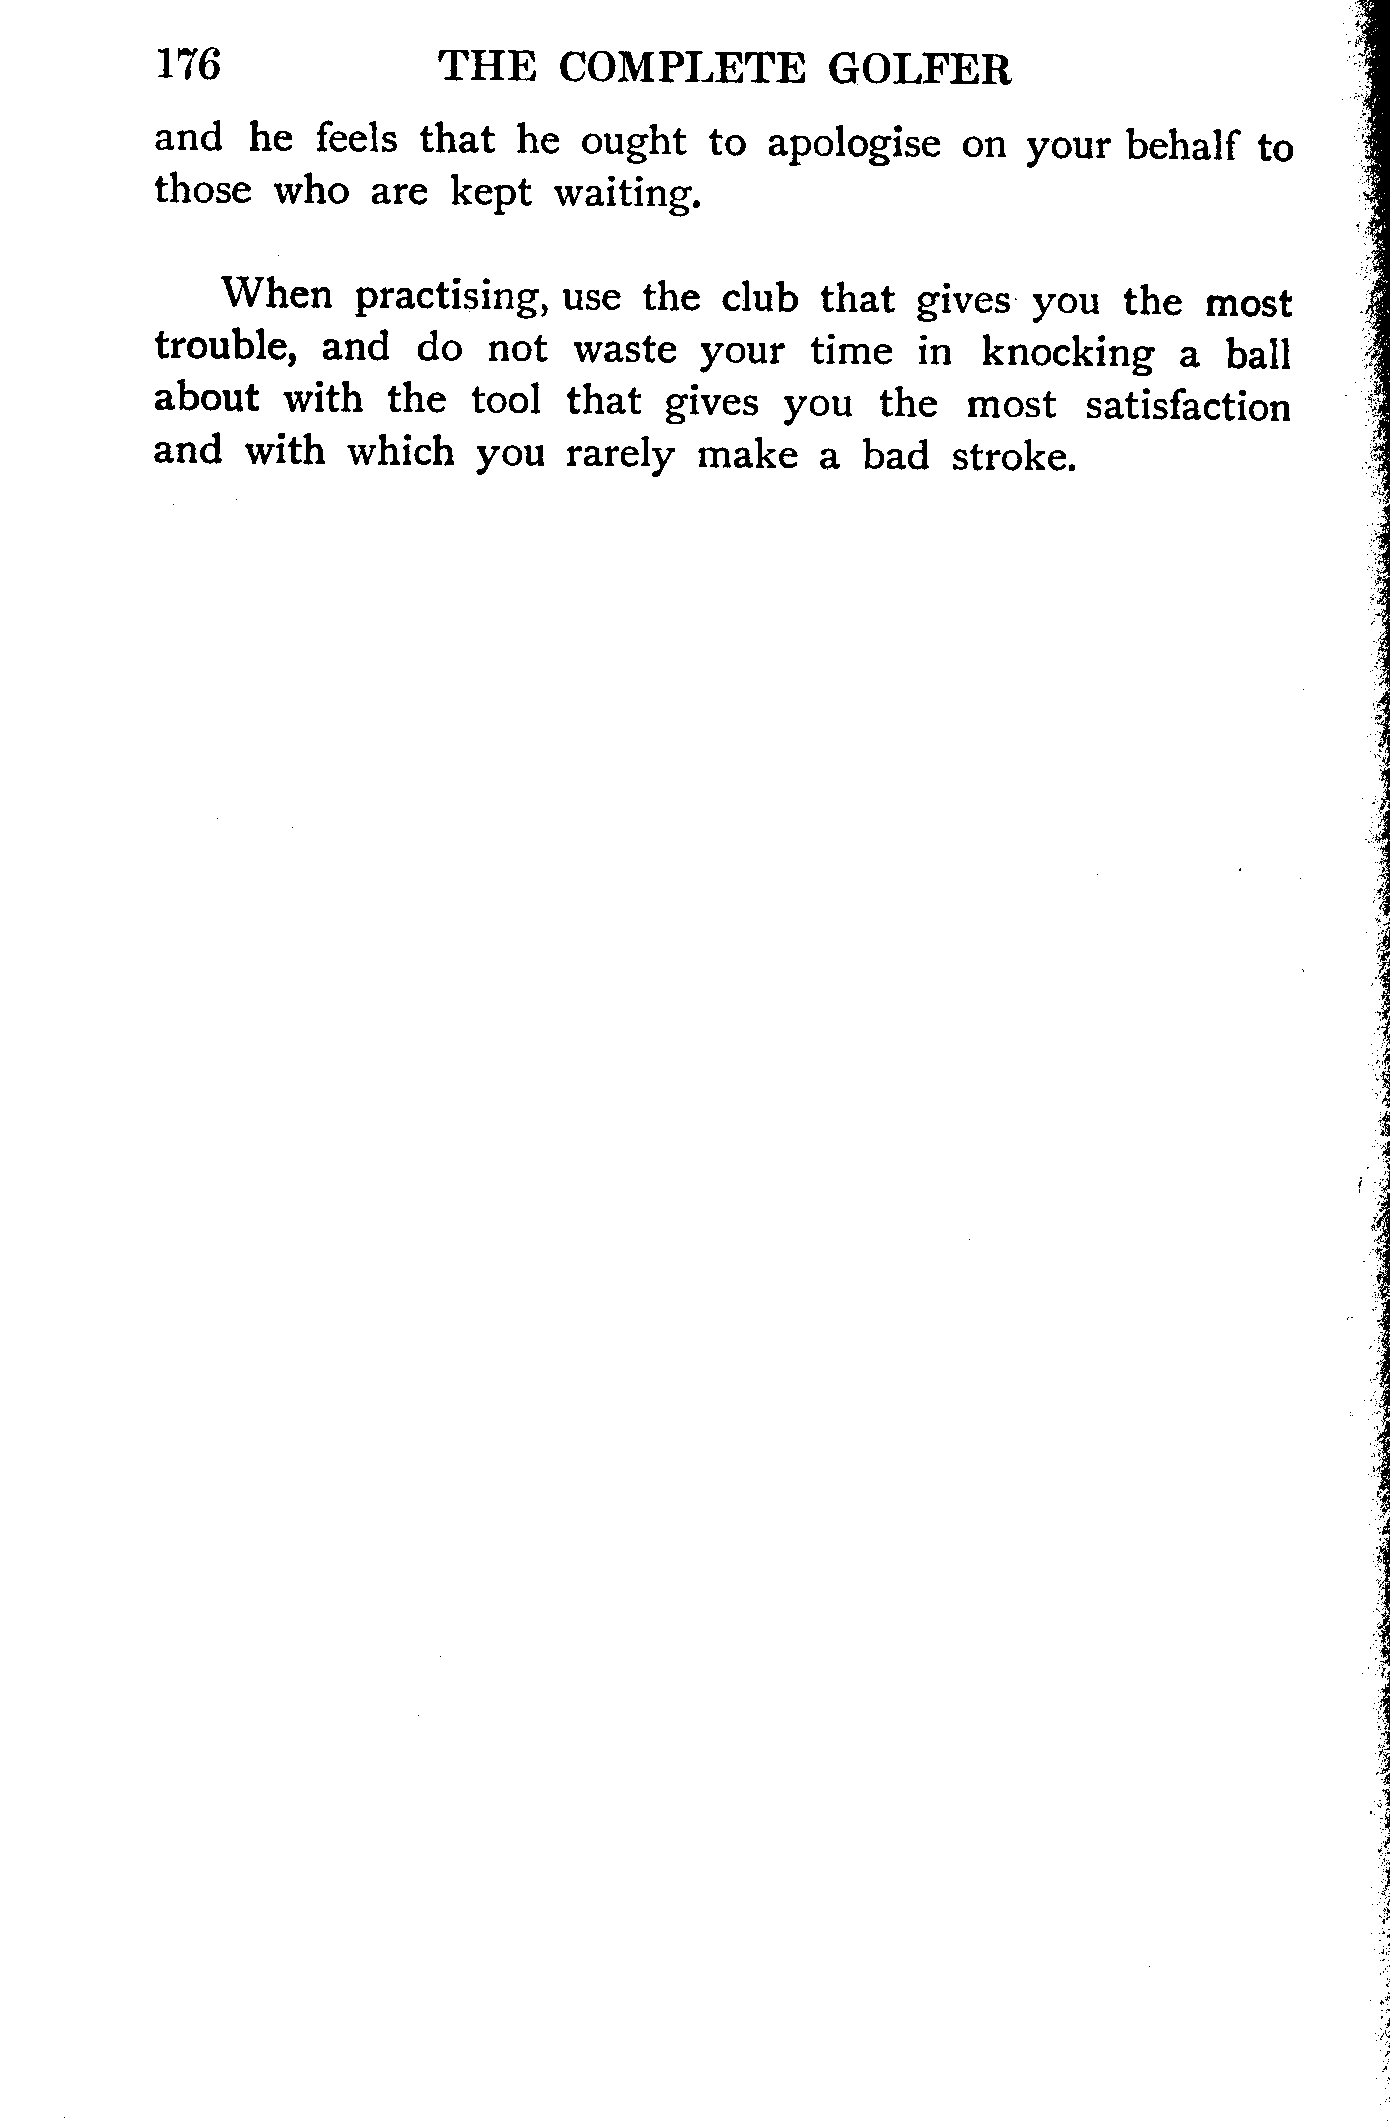 176 THE COMPLETE GOLFER
and he feels that he ought to apologise on your behalf to
those who are kept waiting.
When practising, use the club that gives you the most
trouble, and do not waste your time in knocking a ball
about with the tool that gives you the most satisfaction
and with which you rarely make a bad stroke.